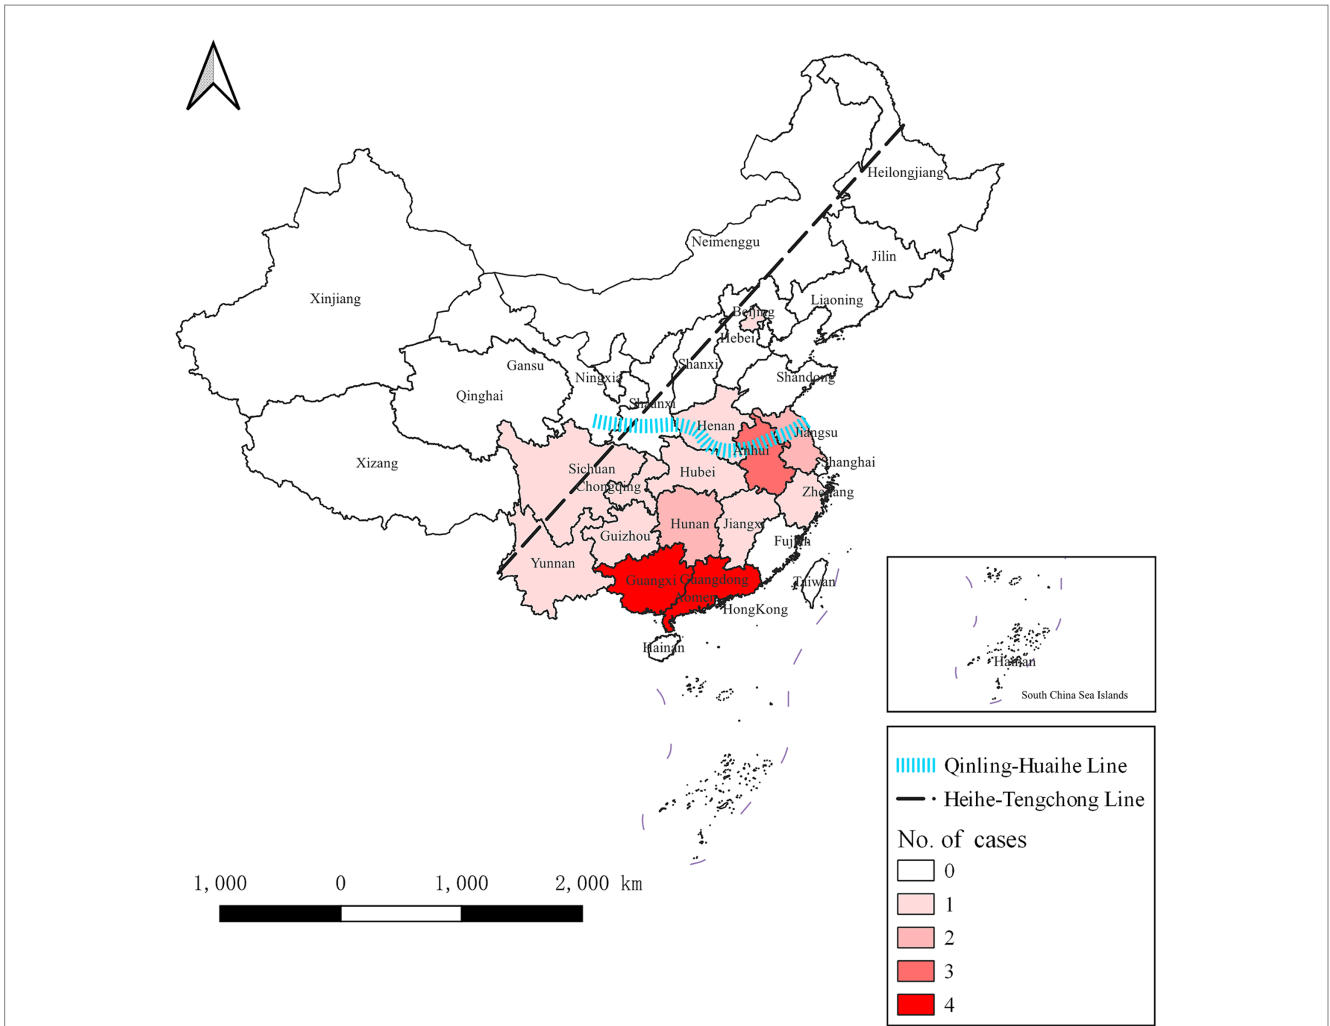 Heilongjiang
Neimenggu
Jilin
Xinjiang
Liaoning
Beijing
Hebei
Gansu
Shanxi
Ningxia
Shandong
Qinghai
Shaanxi
Henan
Jiangsu
Anhui
Xizang
Sichuan
Hubei
Shanghai
Chongqing
Zhejiang
Hunan
Jiangxi
Guizhou
Fujian
Yunnan
Guangxi
Guangdong
Taiwan
HongKong
Hainan
Hainan
South China Sea Islands
Qinling-Huaihe Line
Heihe-Tengchong Line
No. of cases
0
1
2
3
4
1,000
0
1,000
2,000 km